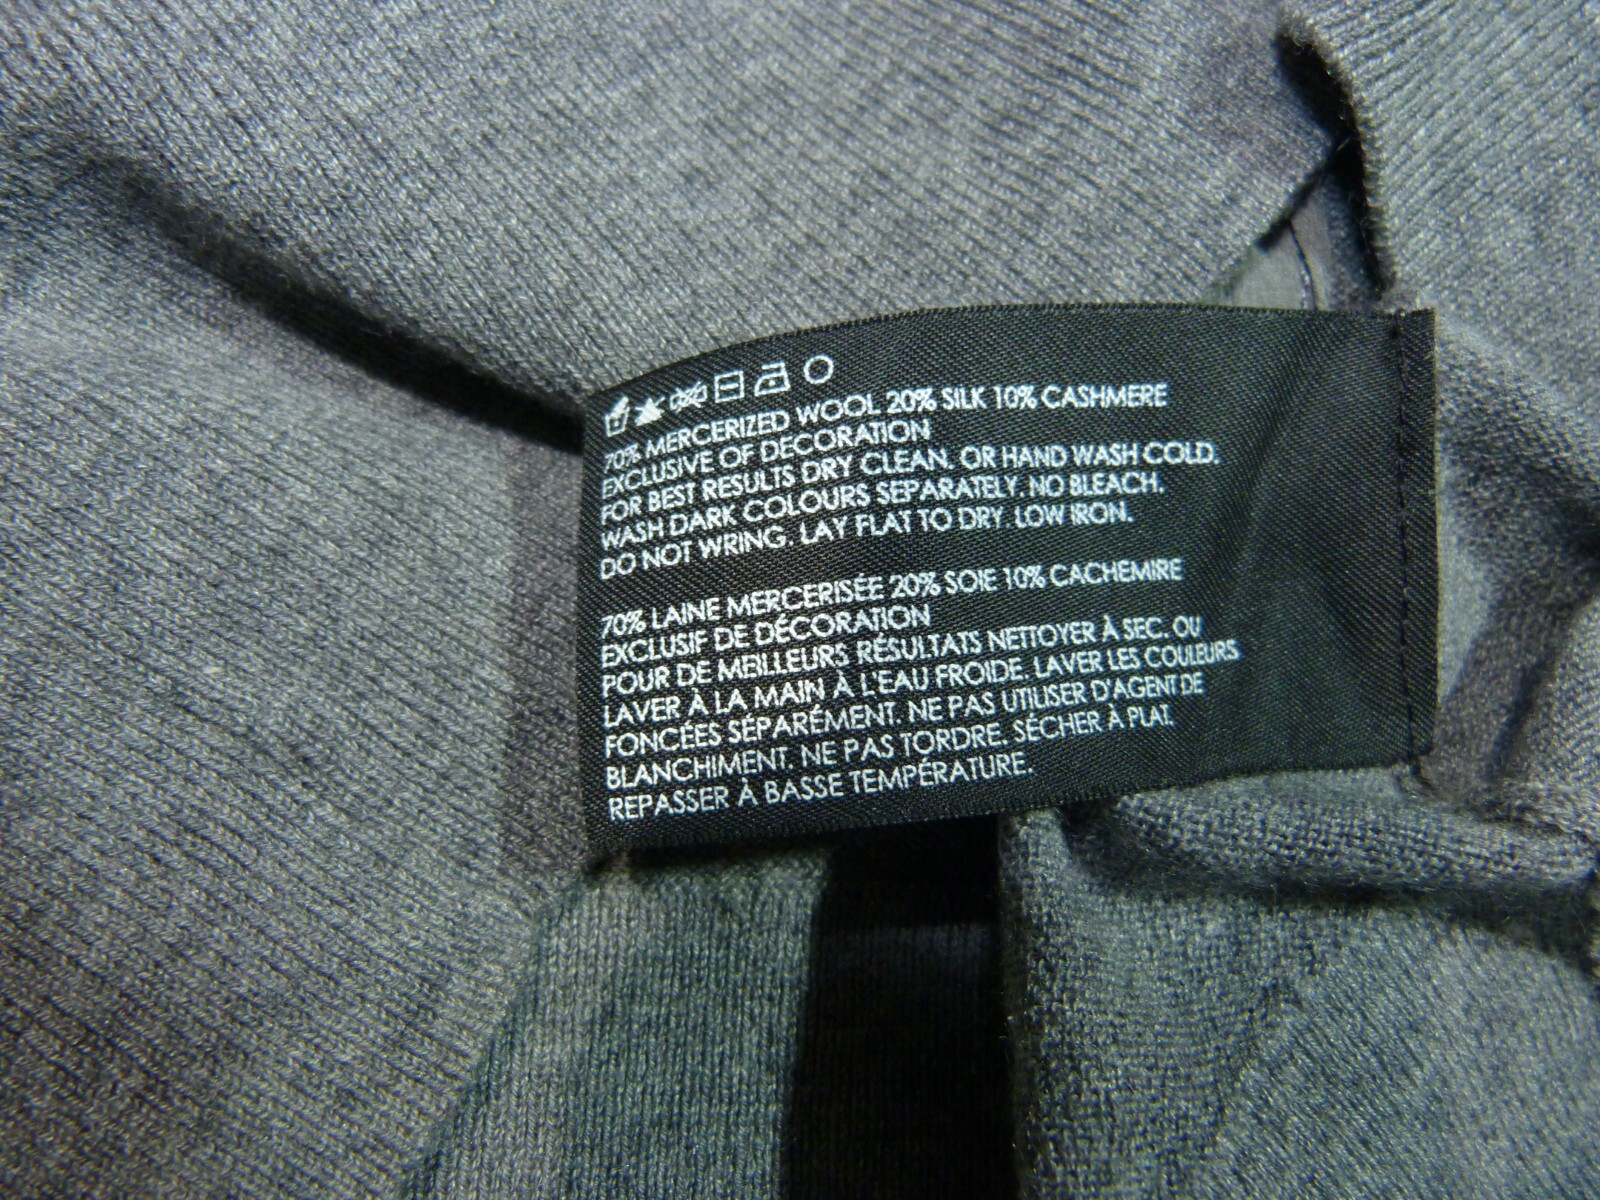 70% MERCERIZED WOOL 20% SILK 10% CASHMERE
EXCLUSIVE OF DECORATION
FOR BEST RESULTS DRY CLEAN. OR HAND WASH COLD.
WASH DARK COLOURS SEPARATELY. NO BLEACH.
DO NOT WRING. LAY FLAT TO DRY. LOW IRON.
70% LAINE MERCERISÉE 20% SOIE 10% CACHEMIRE
EXCLUSIF DE DÉCORATION
POUR DE MEILLEURS RÉSULTATS NETTOYER À SEC. OU
LAVER À LA MAIN À L'EAU FROIDE. LAVER LES COULEURS
FONCÉES SÉPARÉMENT. NE PAS UTILISER D'AGENT DE
BLANCHIMENT. NE PAS TORDRE. SÉCHER À PLAT.
REPASSER À BASSE TEMPÉRATURE.